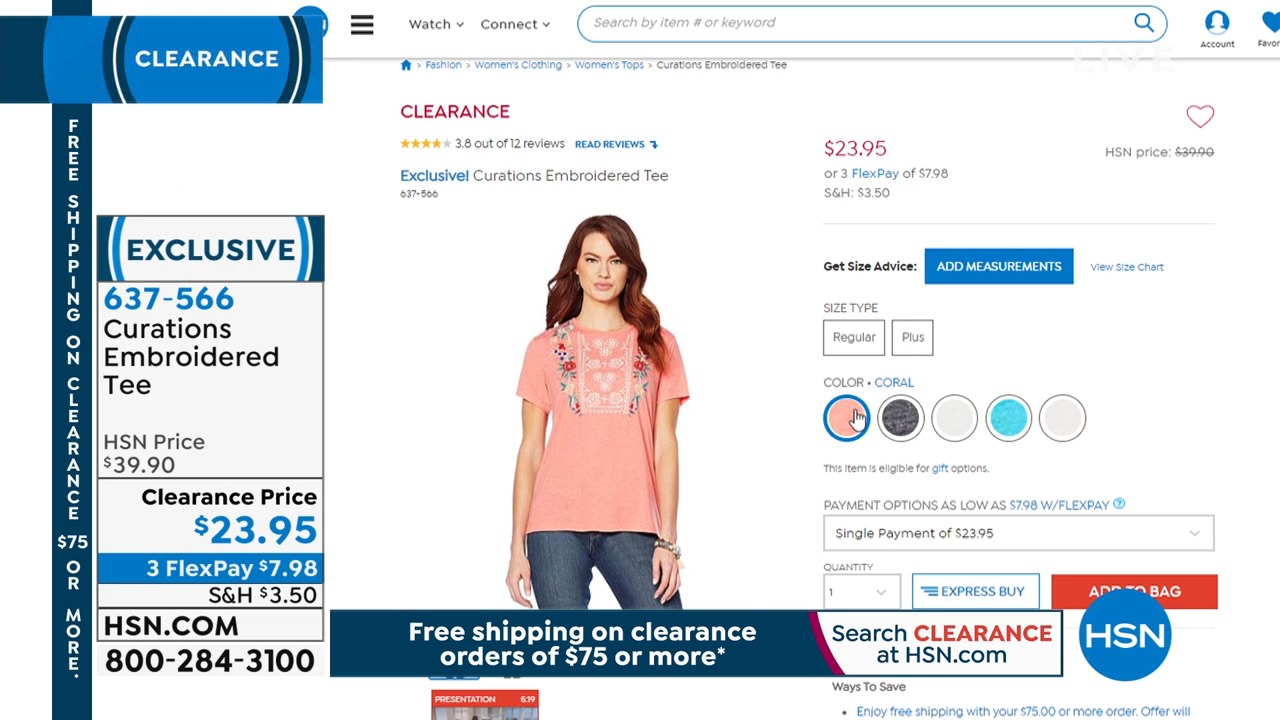 CLEARANCE
FREE SHIPPING ON CLEARANCE $75 OR MORE.
EXCLUSIVE
637-566
Curations
Embroidered
Tee
HSN Price
$39.90
Clearance Price
$23.95
3 FlexPay $7.98
S&H $3.50
HSN.COM
800-284-3100
Watch
Connect
Search by item # or keyword
Account
Favor
LIVE
> Fashion > Women's Clothing > Women's Tops > Curations Embroidered Tee
CLEARANCE
3.8 out of 12 reviews READ REVIEWS
Exclusive! Curations Embroidered Tee
637-566
$23.95
HSN price: $39.90
or 3 FlexPay of $7.98
S&H: $3.50
Get Size Advice: ADD MEASUREMENTS View Size Chart
SIZE TYPE
Regular Plus
COLOR • CORAL
This item is eligible for gift options.
PAYMENT OPTIONS AS LOW AS $7.98 W/FLEXPAY ?
Single Payment of $23.95
QUANTITY
1
EXPRESS BUY
ADD TO BAG
Free shipping on clearance
orders of $75 or more*
Search CLEARANCE
at HSN.com
HSN
PRESENTATION 5:19
Ways To Save
• Enjoy free shipping with your $75.00 or more order. Offer will